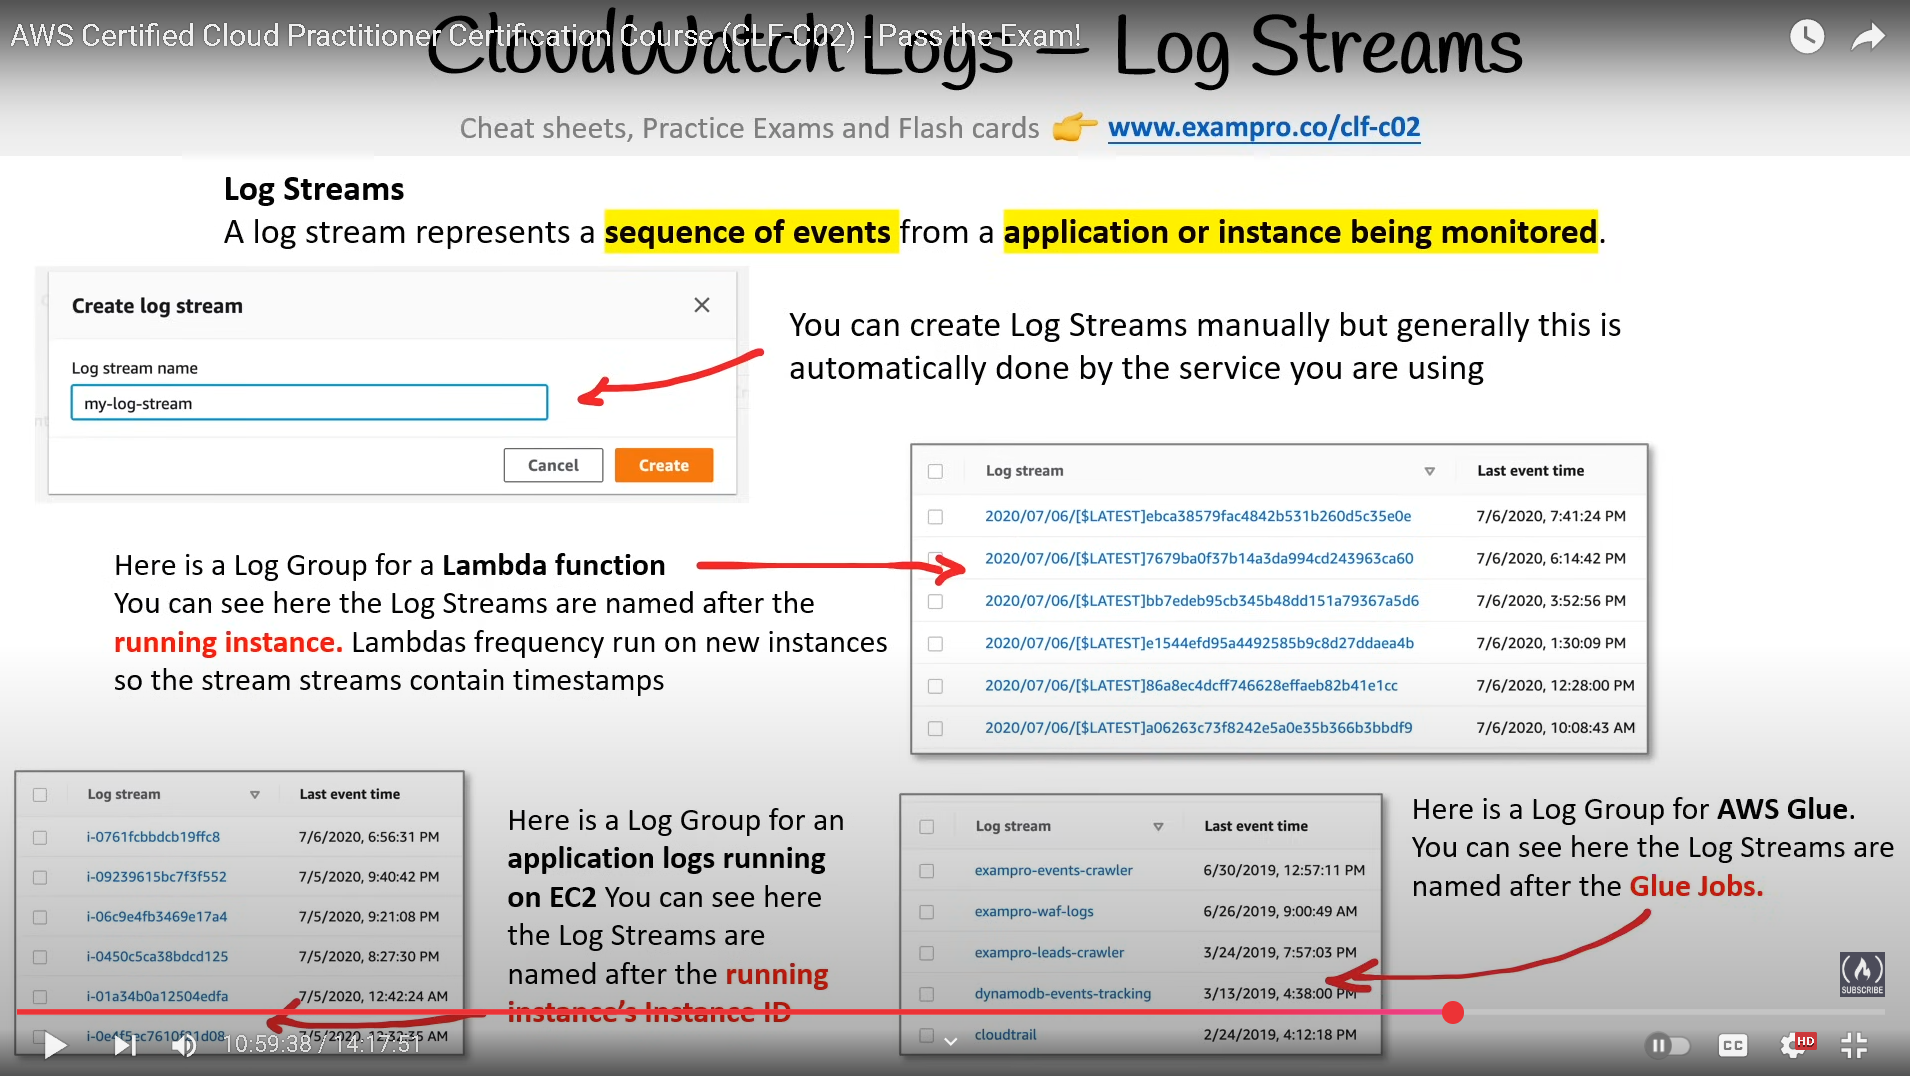 AWS Certified Cloud Practitioner Certification Course (CLF-C02) - Pass the Exam!
CloudWatch Logs – Log Streams
Cheat sheets, Practice Exams and Flash cards 👉 www.exampro.co/clf-c02
Log Streams
A log stream represents a sequence of events from a application or instance being monitored.
Create log stream
Log stream name
my-log-stream
Cancel
Create
You can create Log Streams manually but generally this is
automatically done by the service you are using
Here is a Log Group for a Lambda function
You can see here the Log Streams are named after the
running instance. Lambdas frequency run on new instances
so the stream streams contain timestamps
Log stream Last event time
2020/07/06/[$LATEST]ebca38579fac4842b531b260d5c35e0e 7/6/2020, 7:41:24 PM
2020/07/06/[$LATEST]7679ba0f37b14a3da994cd243963ca60 7/6/2020, 6:14:42 PM
2020/07/06/[$LATEST]bb7edeb95cb345b48dd151a79367a5d6 7/6/2020, 3:52:56 PM
2020/07/06/[$LATEST]e1544efd95a4492585b9c8d27ddaea4b 7/6/2020, 1:30:09 PM
2020/07/06/[$LATEST]86a8ec4dcff746628effaeb82b41e1cc 7/6/2020, 12:28:00 PM
2020/07/06/[$LATEST]a06263c73f8242e5a0e35b366b3bbdf9 7/6/2020, 10:08:43 AM
Log stream Last event time
i-0761fcbbdcb19ffc8 7/6/2020, 6:56:31 PM
i-09239615bc7f3f552 7/5/2020, 9:40:42 PM
i-06c9e4fb3469e17a4 7/5/2020, 9:21:08 PM
i-0450c5ca38bdcd125 7/5/2020, 8:27:30 PM
i-01a34b0a12504edfa 7/5/2020, 12:42:24 AM
7/5/2020, 12:32:35 AM
Here is a Log Group for an
application logs running
on EC2 You can see here
the Log Streams are
named after the running
instance's Instance ID
Log stream Last event time
exampro-events-crawler 6/30/2019, 12:57:11 PM
exampro-waf-logs 6/26/2019, 9:00:49 AM
exampro-leads-crawler 3/24/2019, 7:57:03 PM
dynamodb-events-tracking 3/13/2019, 4:38:00 PM
cloudtrail 2/24/2019, 4:12:18 PM
Here is a Log Group for AWS Glue.
You can see here the Log Streams are
named after the Glue Jobs.
SUBSCRIBE
10:59:38 / 14:17:51
CC
HD